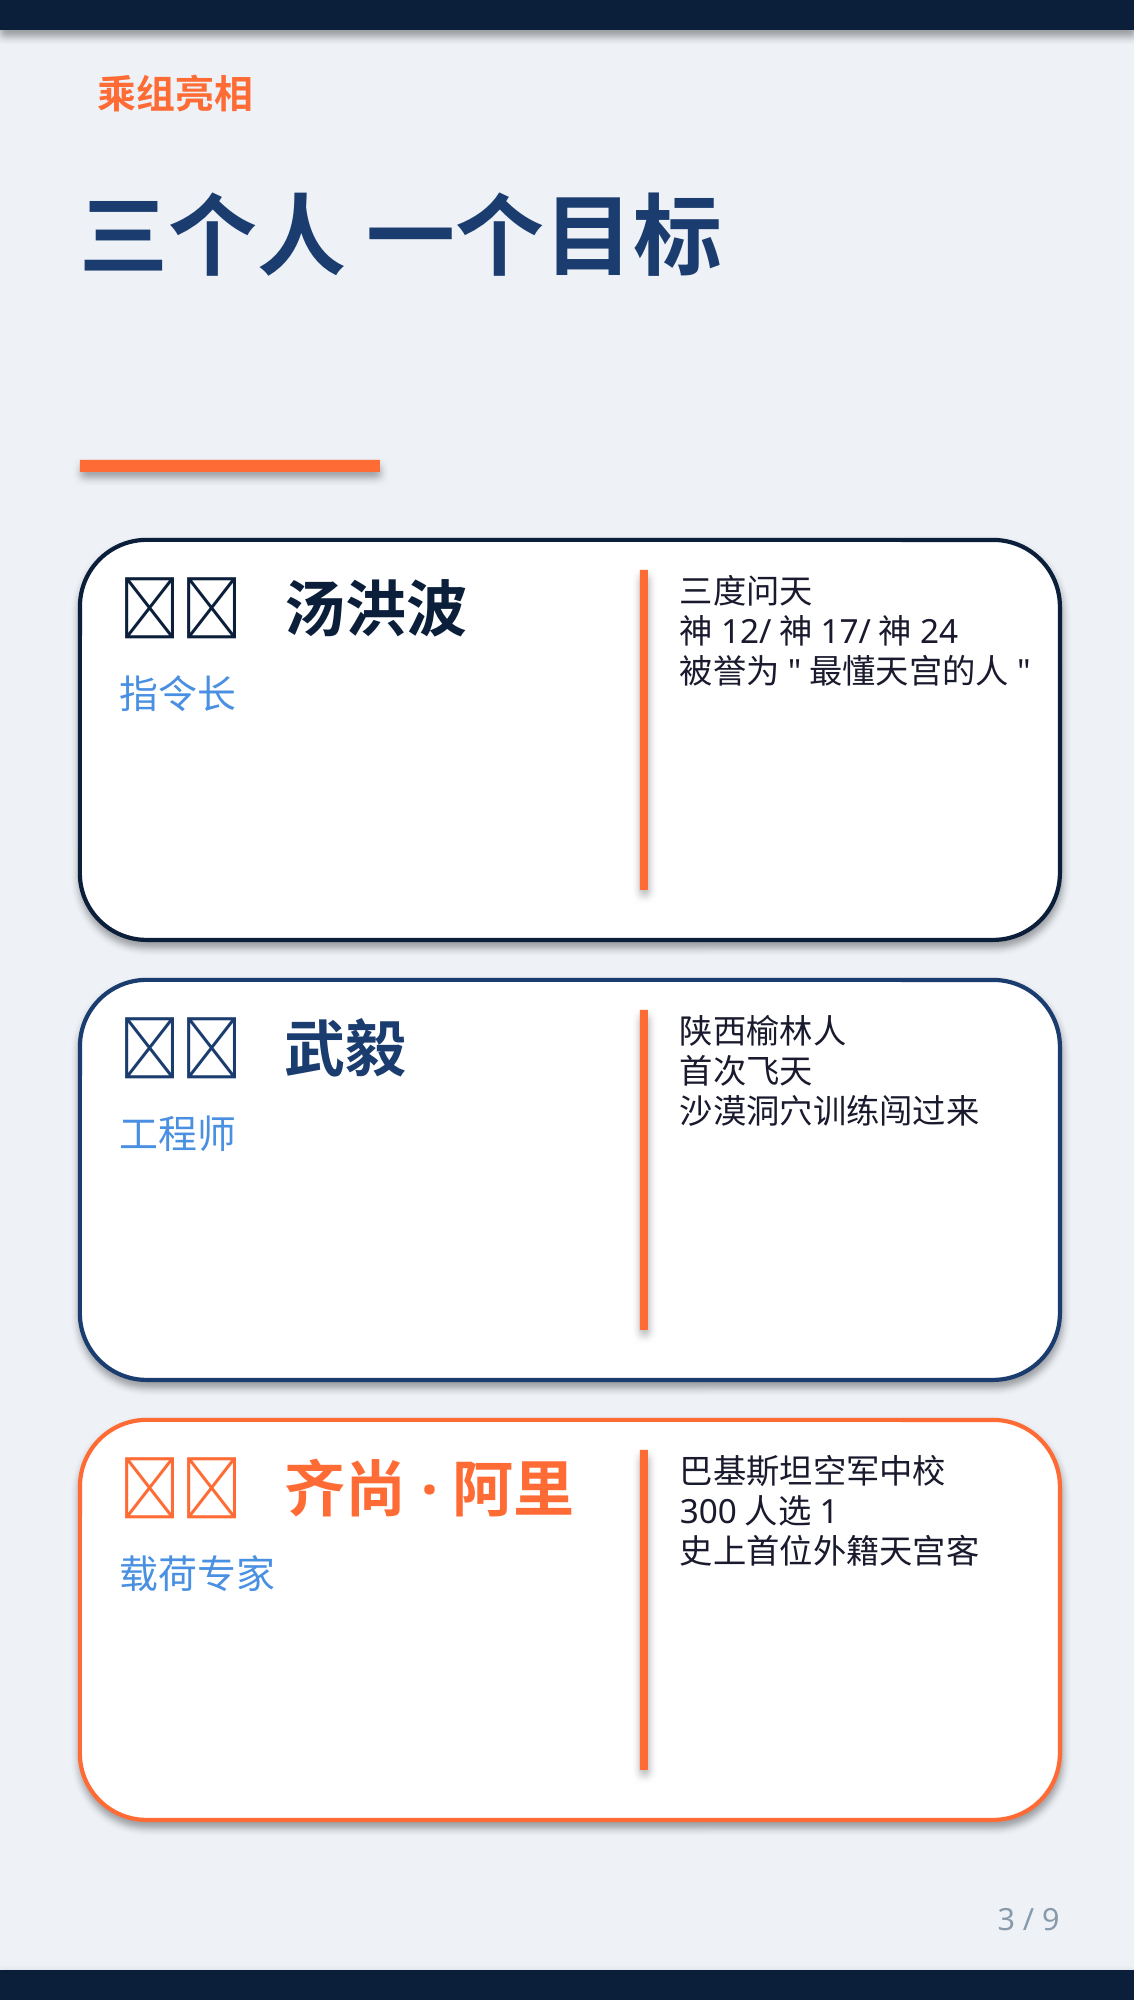 乘组亮相
三个人 一个目标
汤洪波
指令长
三度问天
神 12/ 神 17/ 神 24
被誉为 " 最懂天宫的人 "
武毅
工程师
陕西榆林人
首次飞天
沙漠洞穴训练闯过来
齐尚 · 阿里
载荷专家
巴基斯坦空军中校
300 人选 1
史上首位外籍天宫客
3 / 9